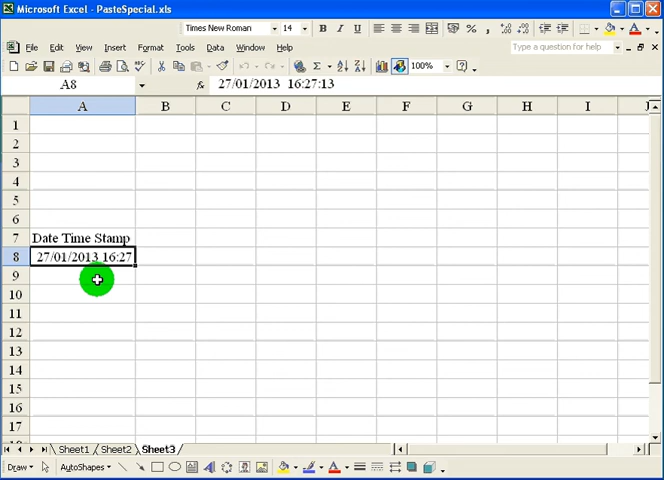 Microsoft Excel - PasteSpecial.xls
Times New Roman 14 B I U
File Edit View Insert Format Tools Data Window Help Type a question for help
100%
A8 fx 27/01/2013 16:27:13
A B C D E F G H I J
1
2
3
4
5
6
7 Date Time Stamp
8 27/01/2013 16:27
9
10
11
12
13
14
15
16
17
Sheet1 Sheet2 Sheet3
Draw AutoShapes